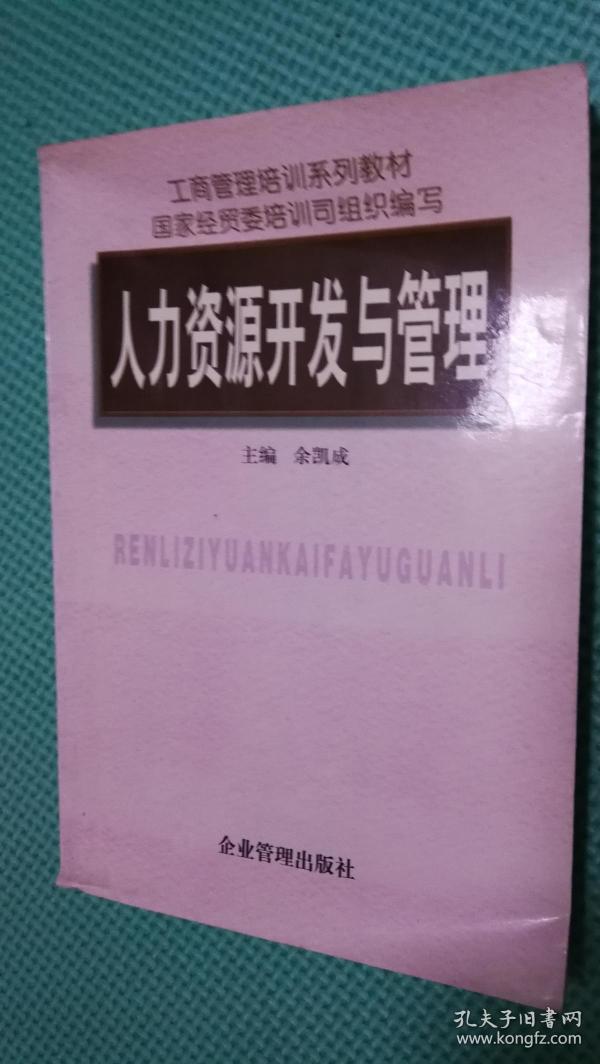 工商管理培训系列教材
国家经贸委培训司组织编写
人力资源开发与管理
主编 余凯成
RENLIZIYUANKAIFAYUGUANLI
企业管理出版社
孔夫子旧书网
www.kongfz.com